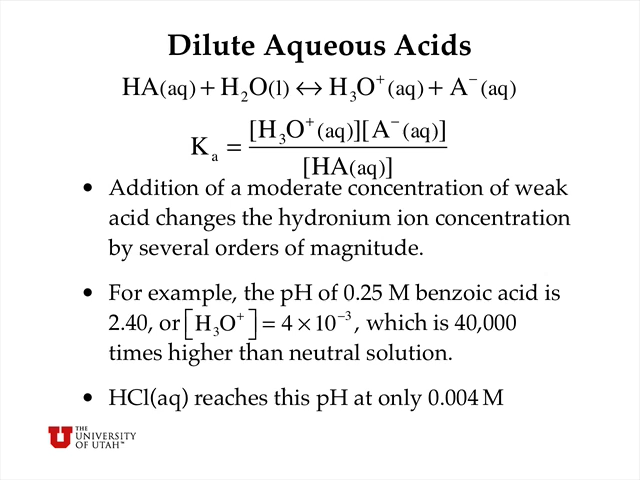 Dilute Aqueous Acids
HA(aq) + H₂O(l) ↔ H₃O⁺(aq) + A⁻(aq)
Kₐ = [H₃O⁺(aq)][A⁻(aq)]
[HA(aq)]
• Addition of a moderate concentration of weak
acid changes the hydronium ion concentration
by several orders of magnitude.
• For example, the pH of 0.25 M benzoic acid is
2.40, or [H₃O⁺] = 4 × 10⁻³, which is 40,000
times higher than neutral solution.
• HCl(aq) reaches this pH at only 0.004 M
U THE
UNIVERSITY
OF UTAH™